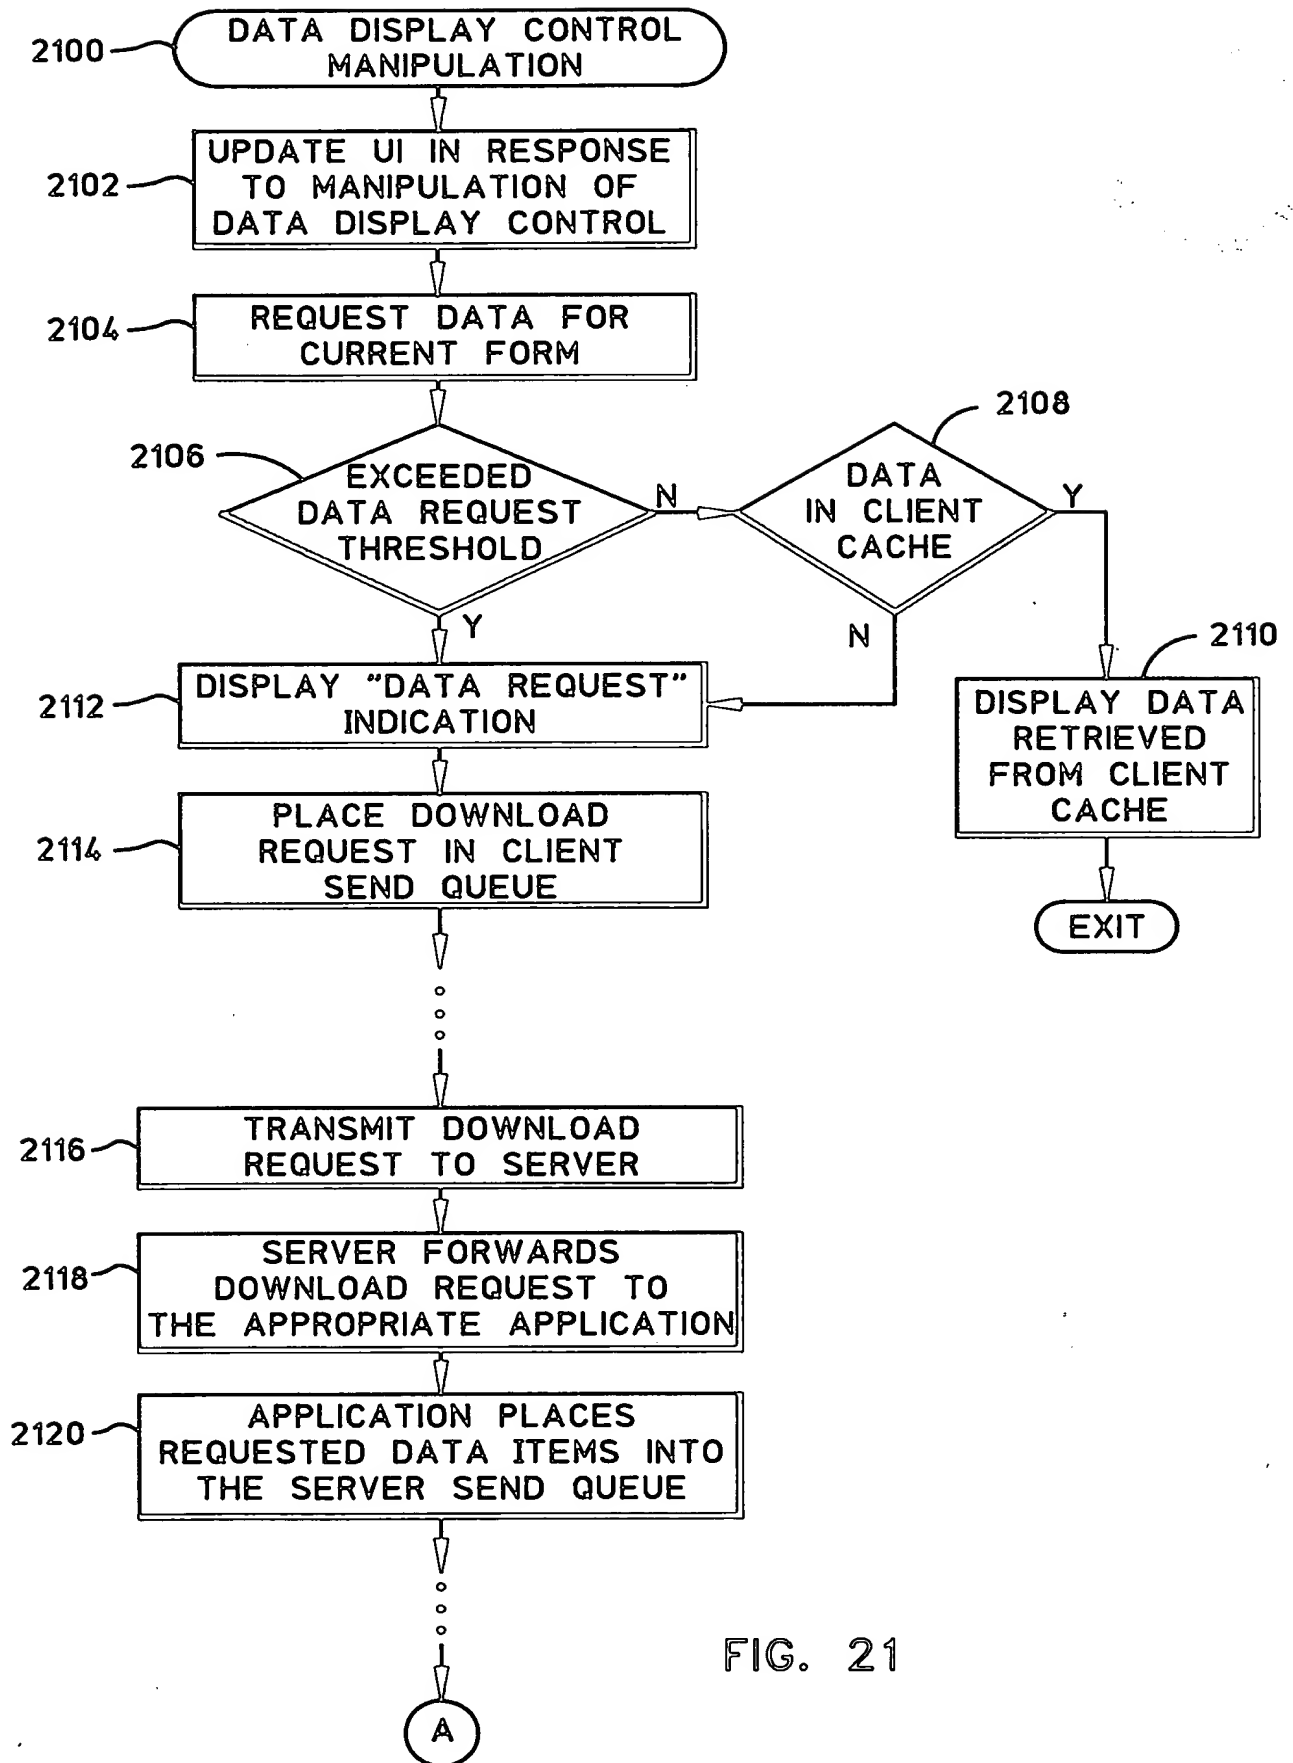 2100
DATA DISPLAY CONTROL
MANIPULATION
2102
UPDATE UI IN RESPONSE
TO MANIPULATION OF
DATA DISPLAY CONTROL
2104
REQUEST DATA FOR
CURRENT FORM
2106
EXCEEDED
DATA REQUEST
THRESHOLD
N
Y
2108
DATA
IN CLIENT
CACHE
Y
N
2110
DISPLAY DATA
RETRIEVED
FROM CLIENT
CACHE
EXIT
2112
DISPLAY "DATA REQUEST"
INDICATION
2114
PLACE DOWNLOAD
REQUEST IN CLIENT
SEND QUEUE
2116
TRANSMIT DOWNLOAD
REQUEST TO SERVER
2118
SERVER FORWARDS
DOWNLOAD REQUEST TO
THE APPROPRIATE APPLICATION
2120
APPLICATION PLACES
REQUESTED DATA ITEMS INTO
THE SERVER SEND QUEUE
A
FIG. 21